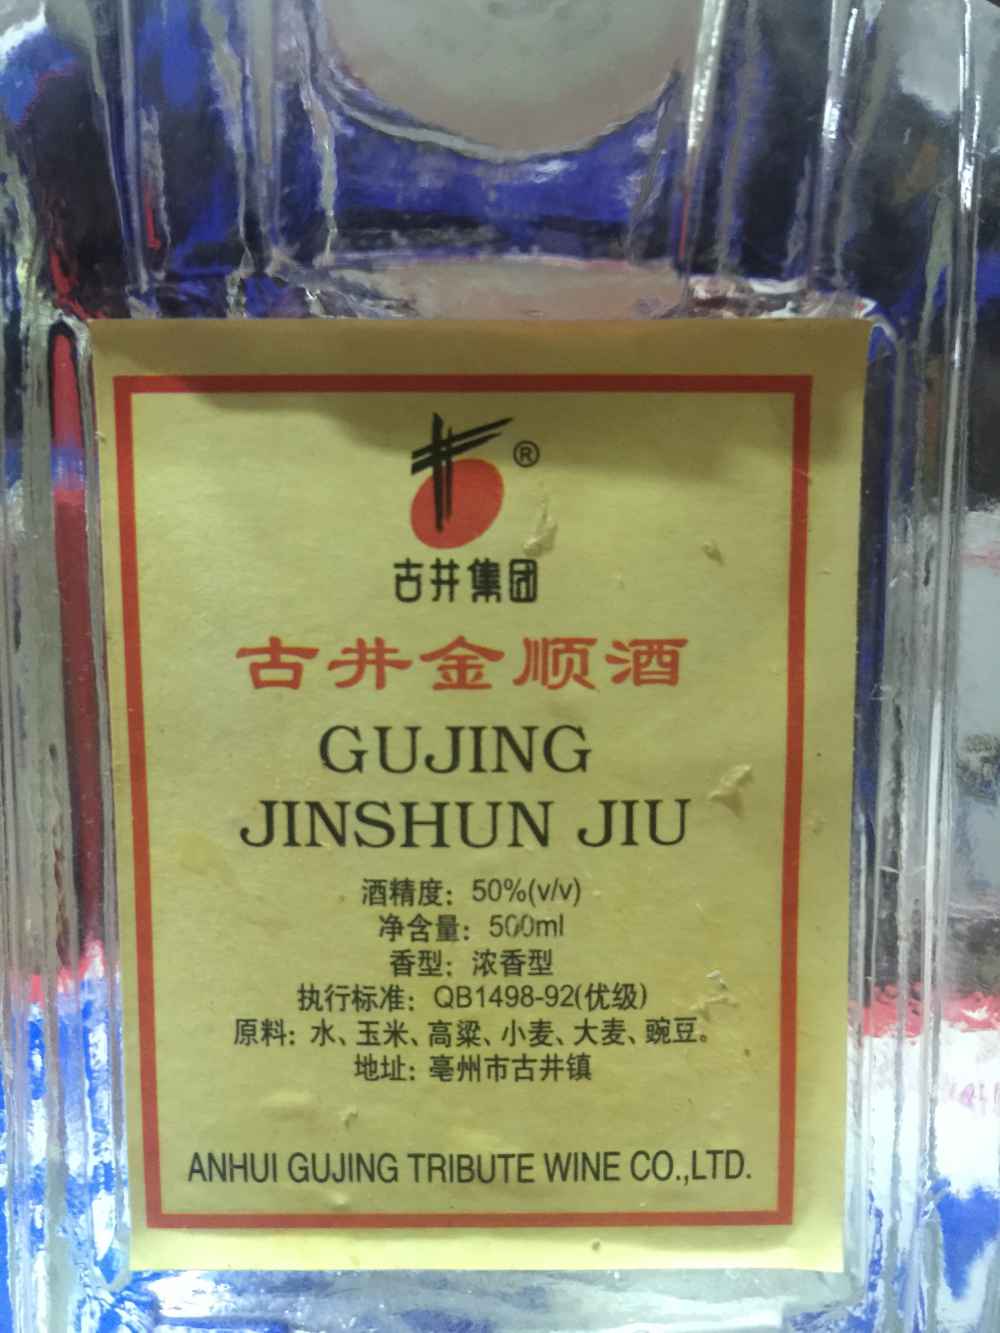 ®
古井集团
古井金顺酒
GUJING
JINSHUN JIU
酒精度：50%(v/v)
净含量：500ml
香型：浓香型
执行标准：QB1498-92(优级)
原料：水、玉米、高粱、小麦、大麦、豌豆。
地址：亳州市古井镇
ANHUI GUJING TRIBUTE WINE CO.,LTD.